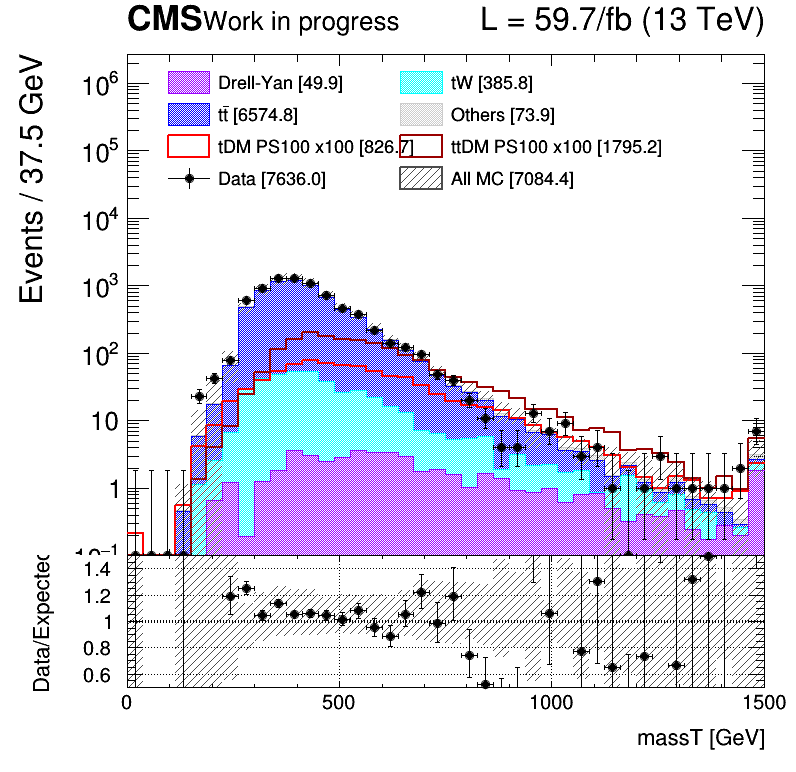 CMS Work in progress L = 59.7/fb (13 TeV)
Events / 37.5 GeV
Drell-Yan [49.9] tW [385.8]
tt̄ [6574.8] Others [73.9]
tDM PS100 x100 [826.7] ttDM PS100 x100 [1795.2]
Data [7636.0] All MC [7084.4]
10⁶
10⁵
10⁴
10³
10²
10
1
10⁻¹
Data/Expected
1.4
1.2
1
0.8
0.6
0 500 1000 1500
massT [GeV]